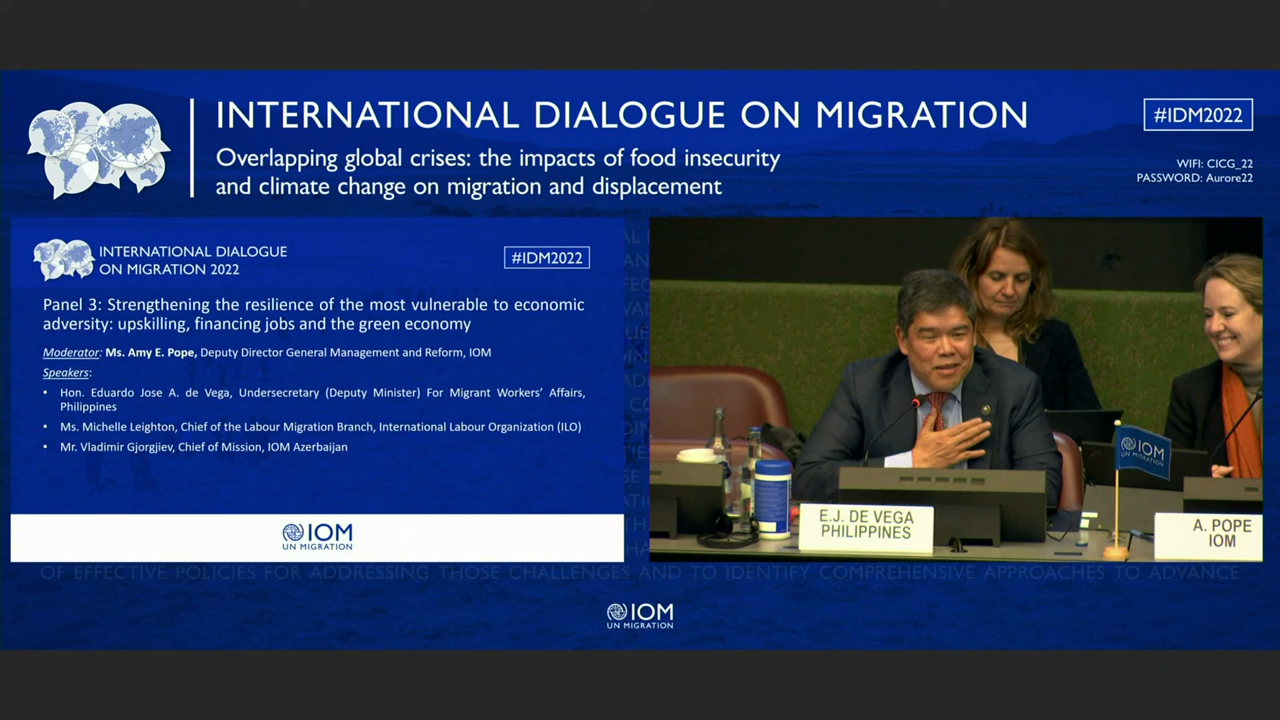 INTERNATIONAL DIALOGUE ON MIGRATION
Overlapping global crises: the impacts of food insecurity
and climate change on migration and displacement
#IDM2022
WIFI: CICG_22
PASSWORD: Aurore22
INTERNATIONAL DIALOGUE
ON MIGRATION 2022
#IDM2022
Panel 3: Strengthening the resilience of the most vulnerable to economic
adversity: upskilling, financing jobs and the green economy
Moderator: Ms. Amy E. Pope, Deputy Director General Management and Reform, IOM
Speakers:
• Hon. Eduardo Jose A. de Vega, Undersecretary (Deputy Minister) For Migrant Workers' Affairs,
Philippines
• Ms. Michelle Leighton, Chief of the Labour Migration Branch, International Labour Organization (ILO)
• Mr. Vladimir Gjorgjiev, Chief of Mission, IOM Azerbaijan
IOM
UN MIGRATION
IOM
UN MIGRATION
E.J. DE VEGA
PHILIPPINES
A. POPE
IOM
OF EFFECTIVE POLICIES FOR ADDRESSING THOSE CHALLENGES AND TO IDENTIFY COMPREHENSIVE APPROACHES TO ADVANCE
IOM
UN MIGRATION